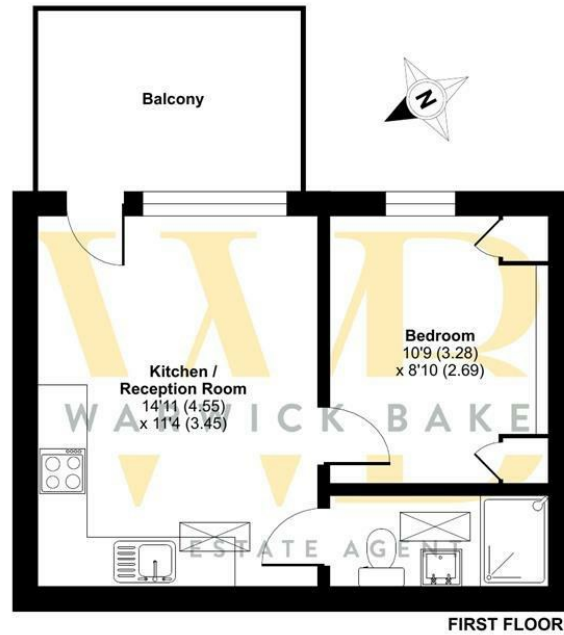 Balcony
N
Bedroom
10'9 (3.28)
x 8'10 (2.69)
Kitchen /
Reception Room
14'11 (4.55)
x 11'4 (3.45)
WR
WARWICK BAKE
ESTATE AGENT
FIRST FLOOR